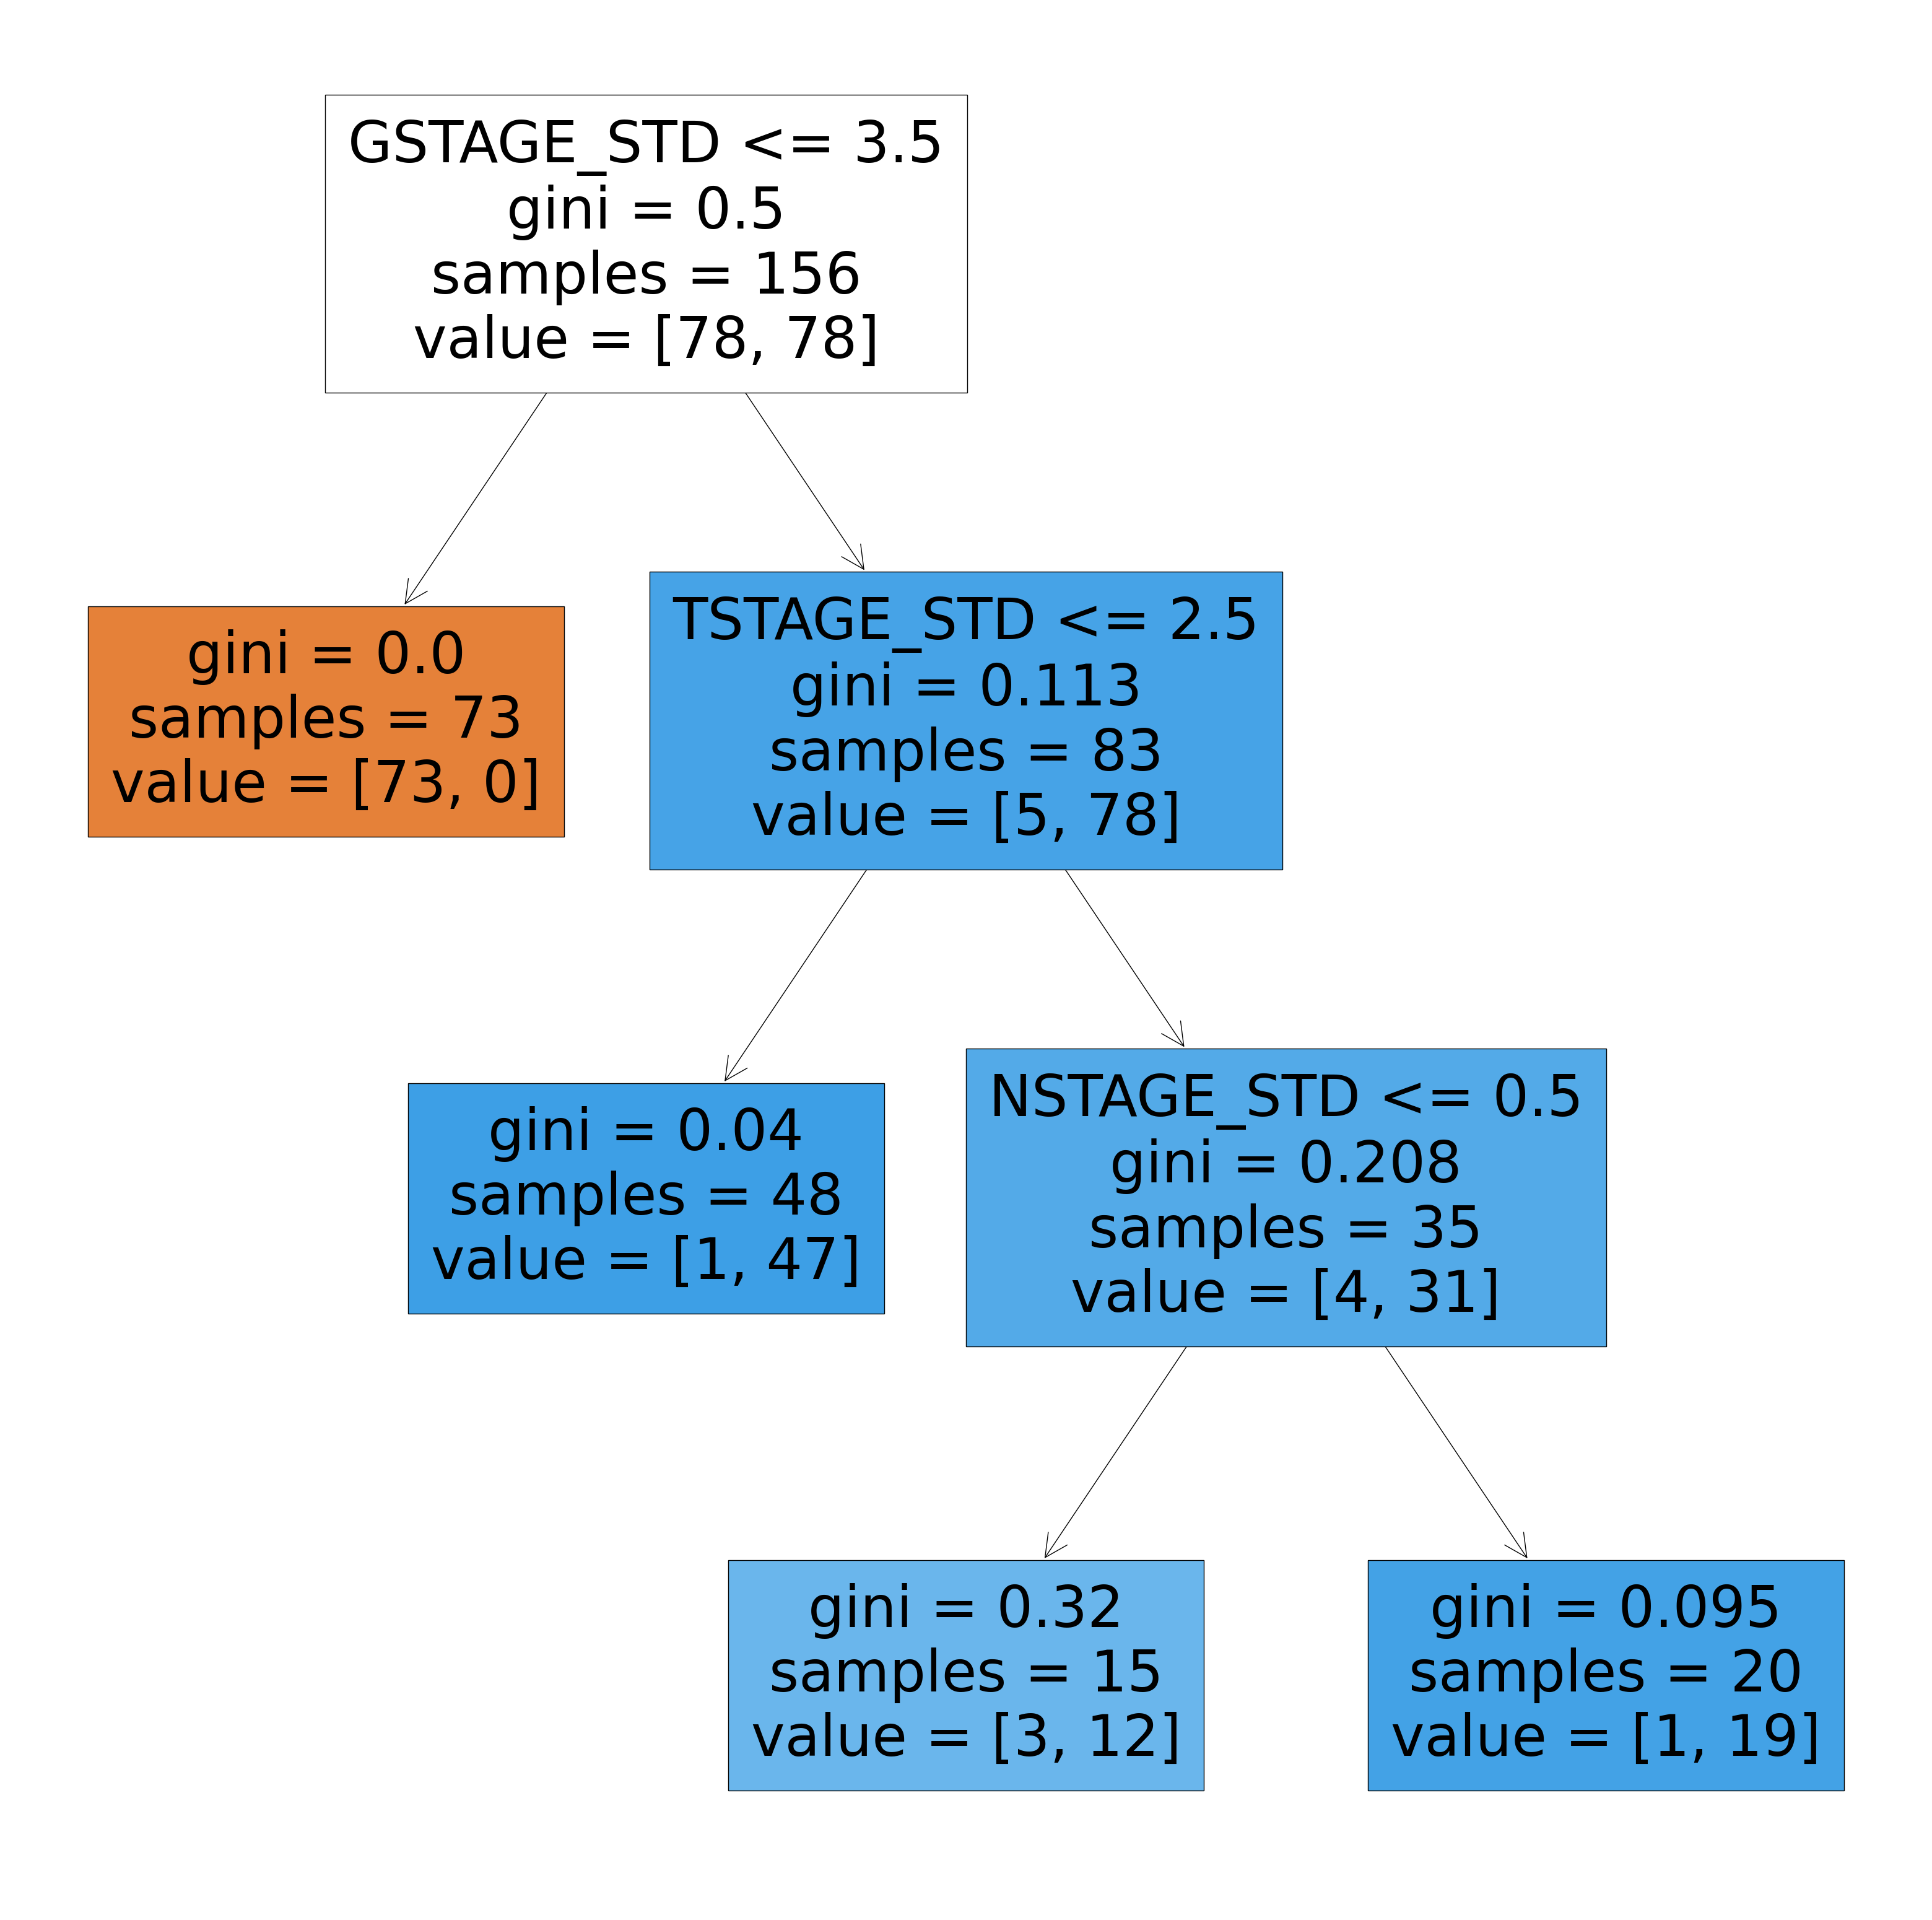 GSTAGE_STD <= 3.5
gini = 0.5
samples = 156
value = [78, 78]
gini = 0.0
samples = 73
value = [73, 0]
TSTAGE_STD <= 2.5
gini = 0.113
samples = 83
value = [5, 78]
gini = 0.04
samples = 48
value = [1, 47]
NSTAGE_STD <= 0.5
gini = 0.208
samples = 35
value = [4, 31]
gini = 0.32
samples = 15
value = [3, 12]
gini = 0.095
samples = 20
value = [1, 19]